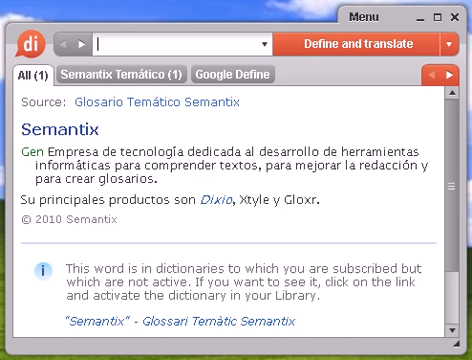 Menu
di
Define and translate
All (1) Semantix Temático (1) Google Define
Source: Glosario Temático Semantix
Semantix
Gen Empresa de tecnología dedicada al desarrollo de herramientas
informáticas para comprender textos, para mejorar la redacción y
para crear glosarios.
Su principales productos son Dixio, Xtyle y Gloxr.
© 2010 Semantix
i
This word is in dictionaries to which you are subscribed but
which are not active. If you want to see it, click on the link
and activate the dictionary in your Library.
"Semantix" - Glossari Temàtic Semantix